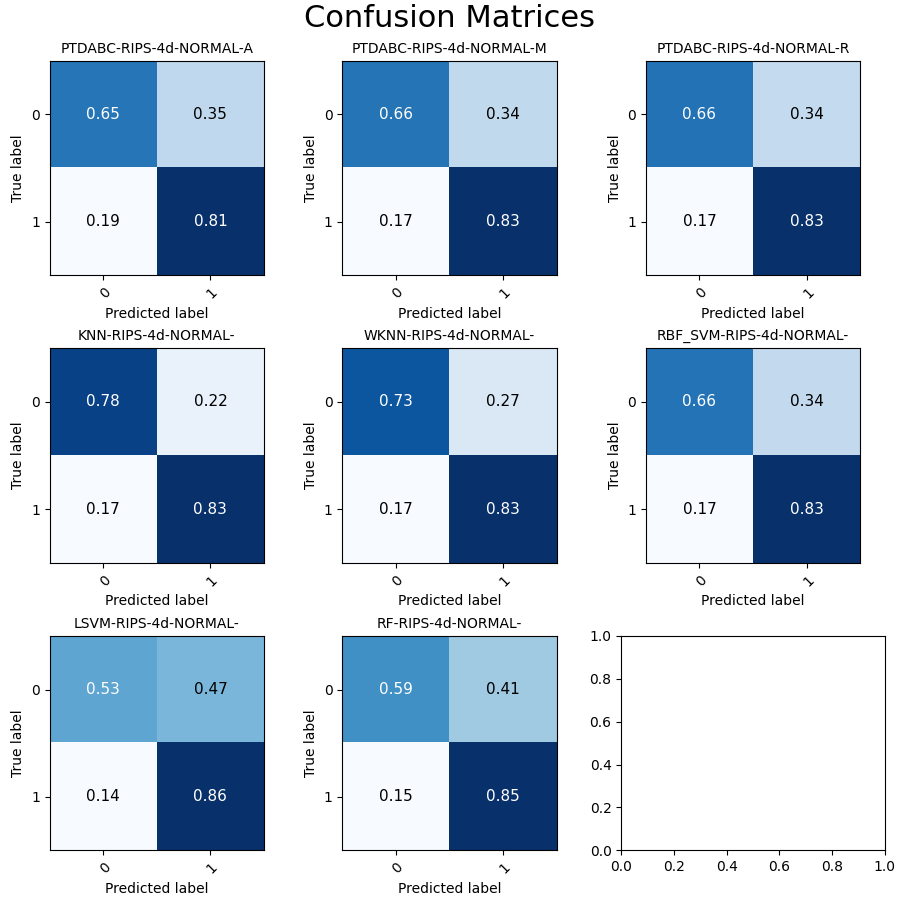 Confusion Matrices
PTDABC-RIPS-4d-NORMAL-A
True label
0
0.65
0.35
1
0.19
0.81
0
1
Predicted label
PTDABC-RIPS-4d-NORMAL-M
True label
0.66
0.34
0.17
0.83
0
1
Predicted label
PTDABC-RIPS-4d-NORMAL-R
True label
0
0.66
0.34
1
0.17
0.83
0
1
Predicted label
KNN-RIPS-4d-NORMAL-
True label
0
0.78
0.22
1
0.17
0.83
0
1
Predicted label
WKNN-RIPS-4d-NORMAL-
True label
0
0.73
0.27
1
0.17
0.83
0
1
Predicted label
RBF_SVM-RIPS-4d-NORMAL-
True label
0
0.66
0.34
1
0.17
0.83
0
1
Predicted label
LSVM-RIPS-4d-NORMAL-
True label
0
0.53
0.47
1
0.14
0.86
0
1
Predicted label
RF-RIPS-4d-NORMAL-
True label
0
0.59
0.41
1
0.15
0.85
0
1
Predicted label
1.0
0.8
0.6
0.4
0.2
0.0
0.0
0.2
0.4
0.6
0.8
1.0